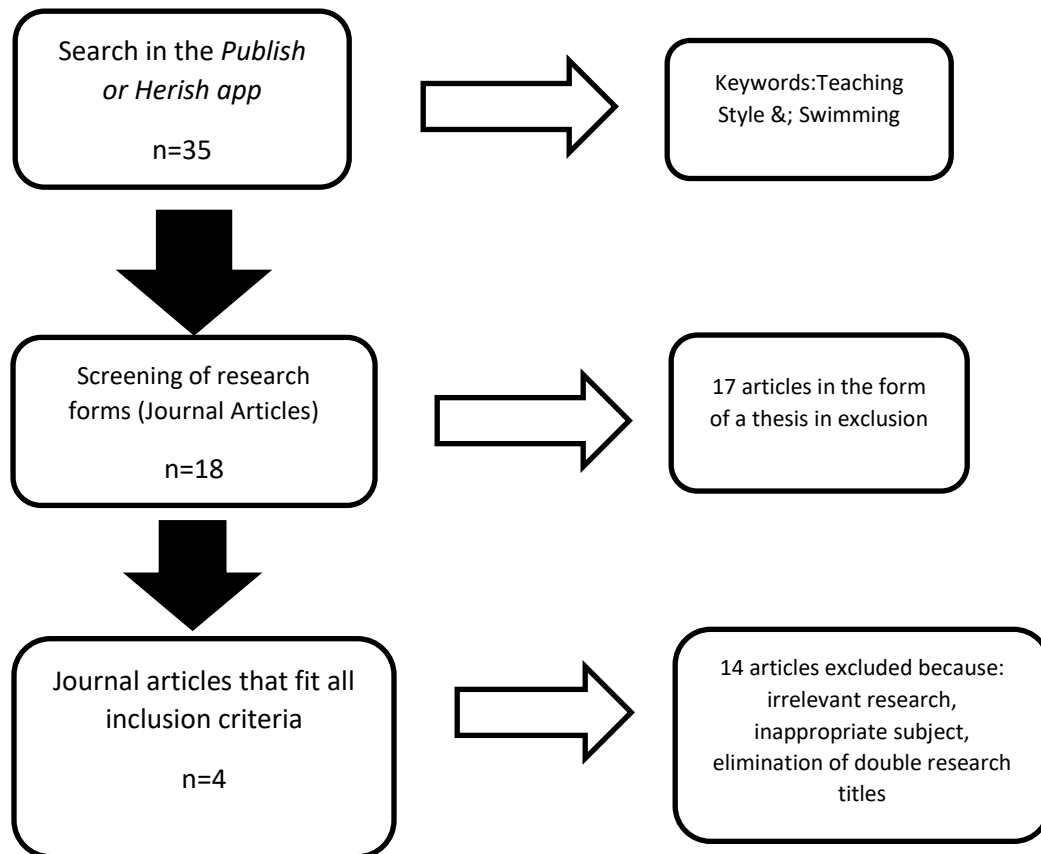 Search in the Publish
or Herish app
n=35
Keywords:Teaching
Style &; Swimming
Screening of research
forms (Journal Articles)
n=18
17 articles in the form
of a thesis in exclusion
Journal articles that fit all
inclusion criteria
n=4
14 articles excluded because:
irrelevant research,
inappropriate subject,
elimination of double research
titles